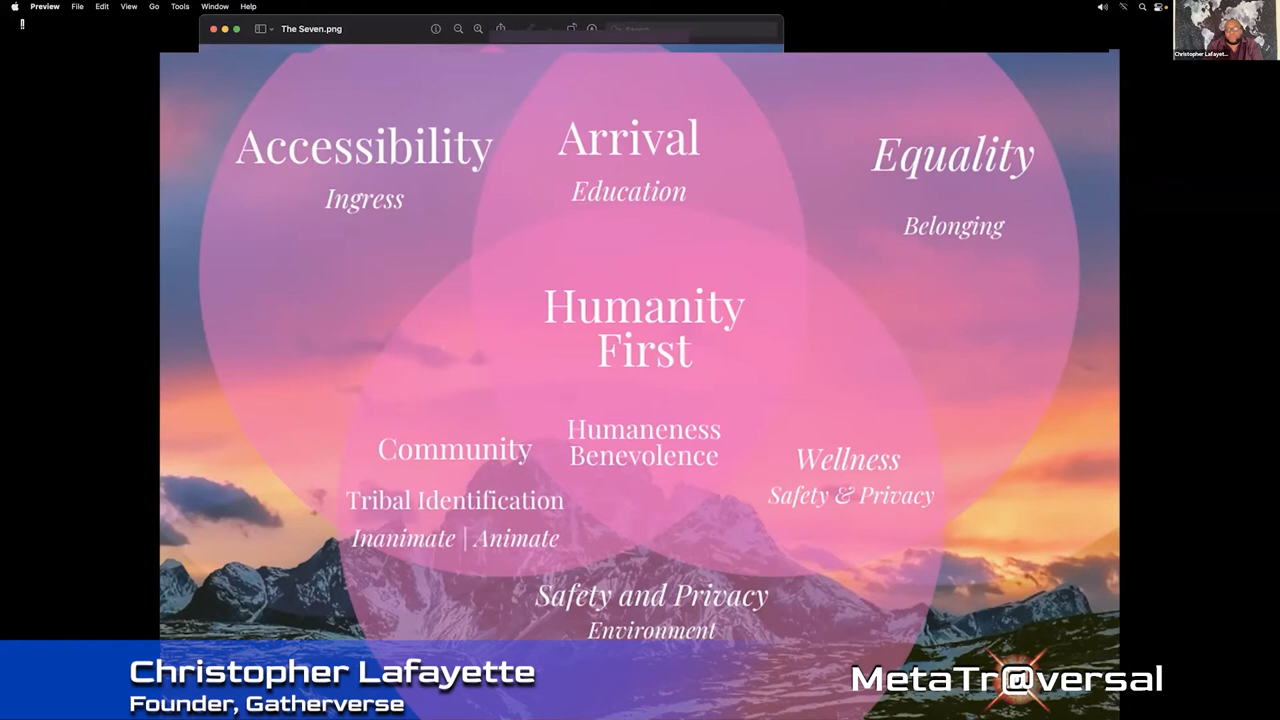 Preview File Edit View Go Tools Window Help
The Seven.png
Christopher Lafayet...
Accessibility
Ingress
Arrival
Education
Equality
Belonging
Humanity
First
Humaneness
Benevolence
Community
Tribal Identification
Inanimate | Animate
Wellness
Safety & Privacy
Safety and Privacy
Environment
Christopher Lafayette
Founder, Gatherverse
MetaTr@versal